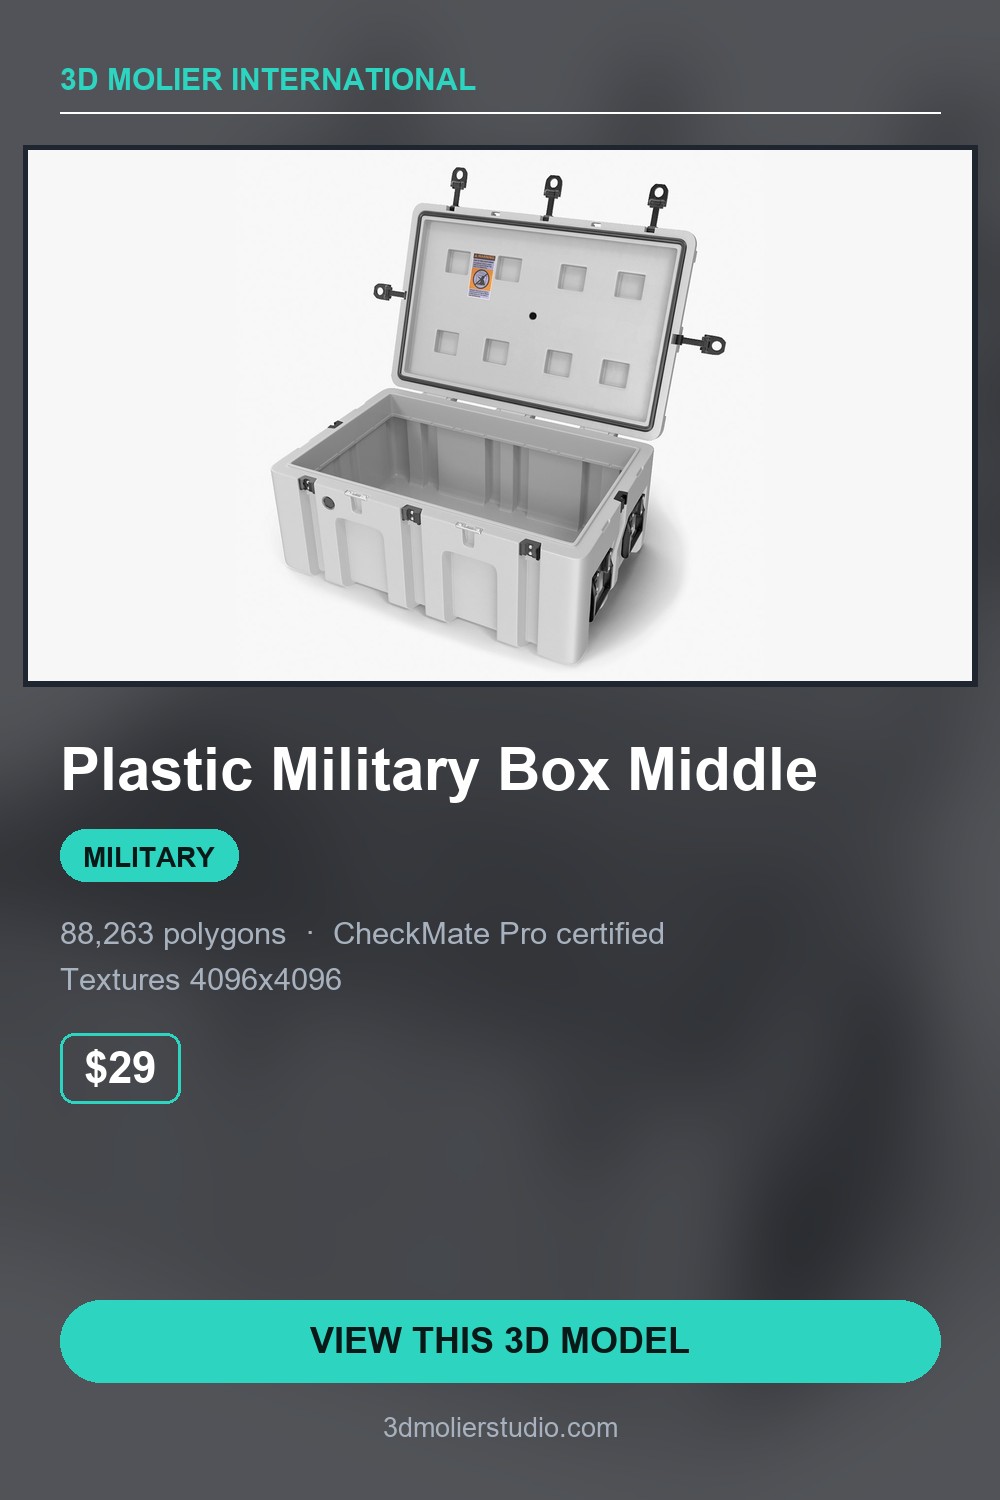 3D MOLIER INTERNATIONAL
Plastic Military Box Middle
MILITARY
88,263 polygons · CheckMate Pro certified
Textures 4096x4096
$29
VIEW THIS 3D MODEL
3dmolierstudio.com